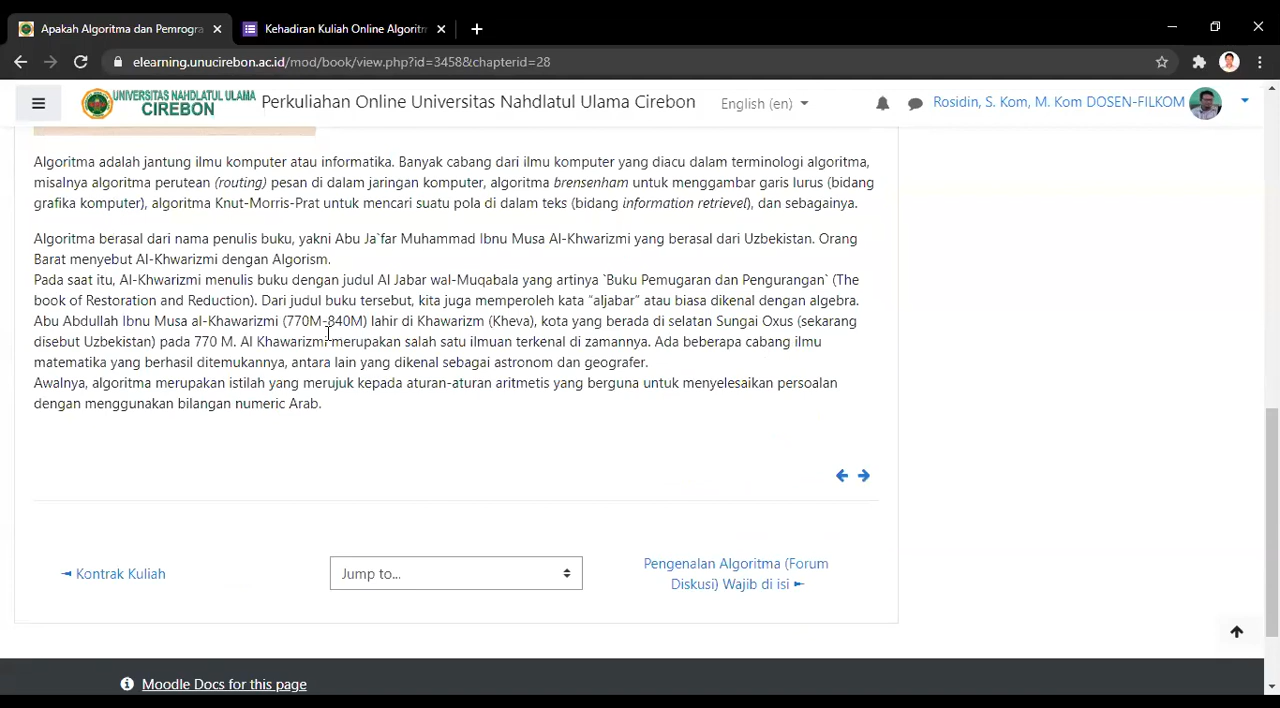 Apakah Algoritma dan Pemrogra
Kehadiran Kuliah Online Algoritm
elearning.unucirebon.ac.id/mod/book/view.php?id=3458&chapterid=28
UNIVERSITAS NAHDLATUL ULAMA
CIREBON
Perkuliahan Online Universitas Nahdlatul Ulama Cirebon
English (en)
Rosidin, S. Kom, M. Kom DOSEN-FILKOM
Algoritma adalah jantung ilmu komputer atau informatika. Banyak cabang dari ilmu komputer yang diacu dalam terminologi algoritma,
misalnya algoritma perutean (routing) pesan di dalam jaringan komputer, algoritma brensenham untuk menggambar garis lurus (bidang
grafika komputer), algoritma Knut-Morris-Prat untuk mencari suatu pola di dalam teks (bidang information retrievel), dan sebagainya.
Algoritma berasal dari nama penulis buku, yakni Abu Ja`far Muhammad Ibnu Musa Al-Khwarizmi yang berasal dari Uzbekistan. Orang
Barat menyebut Al-Khwarizmi dengan Algorism.
Pada saat itu, Al-Khwarizmi menulis buku dengan judul Al Jabar wal-Muqabala yang artinya `Buku Pemugaran dan Pengurangan` (The
book of Restoration and Reduction). Dari judul buku tersebut, kita juga memperoleh kata “aljabar” atau biasa dikenal dengan algebra.
Abu Abdullah Ibnu Musa al-Khawarizmi (770M-840M) lahir di Khawarizm (Kheva), kota yang berada di selatan Sungai Oxus (sekarang
disebut Uzbekistan) pada 770 M. Al Khawarizmi merupakan salah satu ilmuan terkenal di zamannya. Ada beberapa cabang ilmu
matematika yang berhasil ditemukannya, antara lain yang dikenal sebagai astronom dan geografer.
Awalnya, algoritma merupakan istilah yang merujuk kepada aturan-aturan aritmetis yang berguna untuk menyelesaikan persoalan
dengan menggunakan bilangan numeric Arab.
Kontrak Kuliah
Jump to...
Pengenalan Algoritma (Forum
Diskusi) Wajib di isi
Moodle Docs for this page